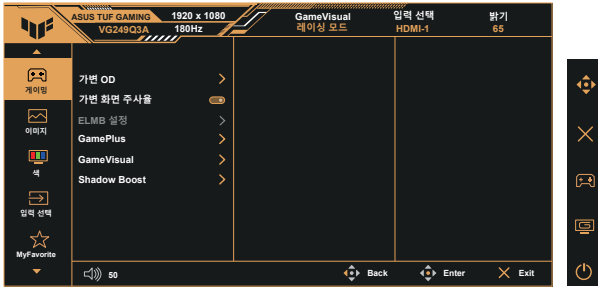 ASUS TUF GAMING 1920 x 1080 GameVisual 입력 선택 밝기
VG249Q3A 180Hz 레이싱 모드 HDMI-1 65
게이밍
이미지
색
입력 선택
MyFavorite
가변 OD
가변 화면 주사율
ELMB 설정
GamePlus
GameVisual
Shadow Boost
50 Back Enter Exit